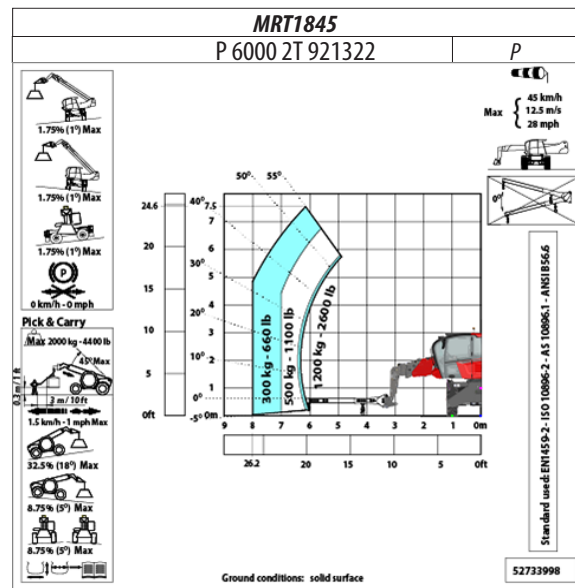 MRT1845
P 6000 2T 921322
P
1.75% (1°) Max
1.75% (1°) Max
1.75% (1°) Max
P
0 km/h - 0 mph
Pick & Carry
Max 2000 kg - 4400 lb
45° Max
0.3 m / 1 ft
3 m / 10 ft
1.5 km/h - 1 mph Max
32.5% (18°) Max
8.75% (5°) Max
8.75% (5°) Max
Max
45 km/h
12.5 m/s
28 mph
0°
50°
55°
40°
30°
20°
10°
0°
-5°
24.6
20
15
10
5
0ft
7.5
7
6
5
4
3
2
1
0m
300 kg - 660 lb
500 kg - 1100 lb
1200 kg - 2600 lb
9 8 7 6 5 4 3 2 1 0m
26.2 20 15 10 5 0ft
Standard used: EN1459-2 - ISO 10896-2 - AS 10896.1 - ANSI B56.6
Ground conditions: solid surface
52733998